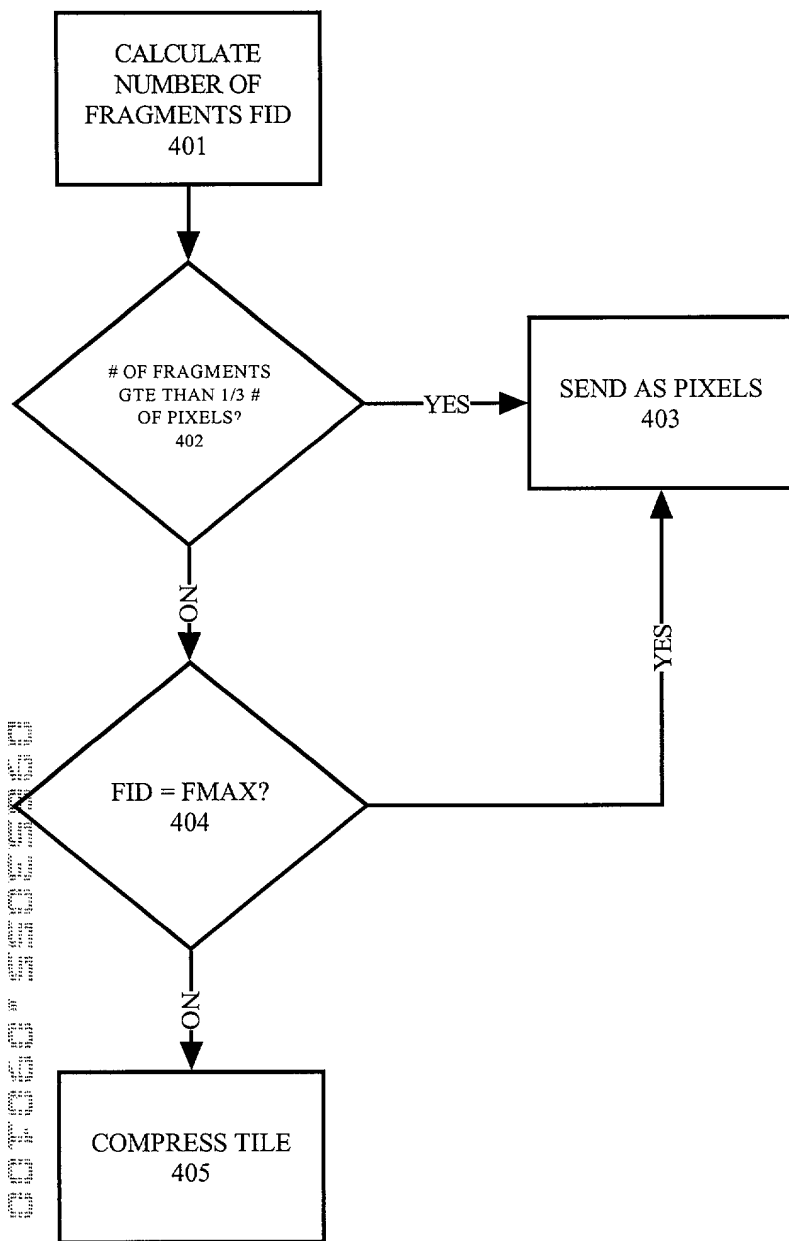 CALCULATE
NUMBER OF
FRAGMENTS FID
401
# OF FRAGMENTS
GTE THAN 1/3 #
OF PIXELS?
402
YES
SEND AS PIXELS
403
NO
YES
FID = FMAX?
404
NO
COMPRESS TILE
405